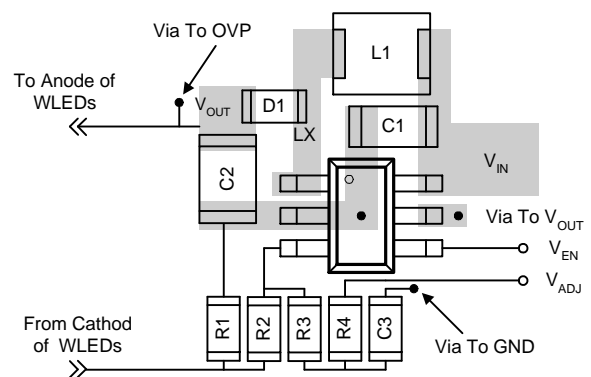 Via To OVP
L1
To Anode of
WLEDs
VOUT
D1
LX
C1
C2
VIN
Via To VOUT
VEN
VADJ
From Cathod
of WLEDs
R1
R2
R3
R4
C3
Via To GND